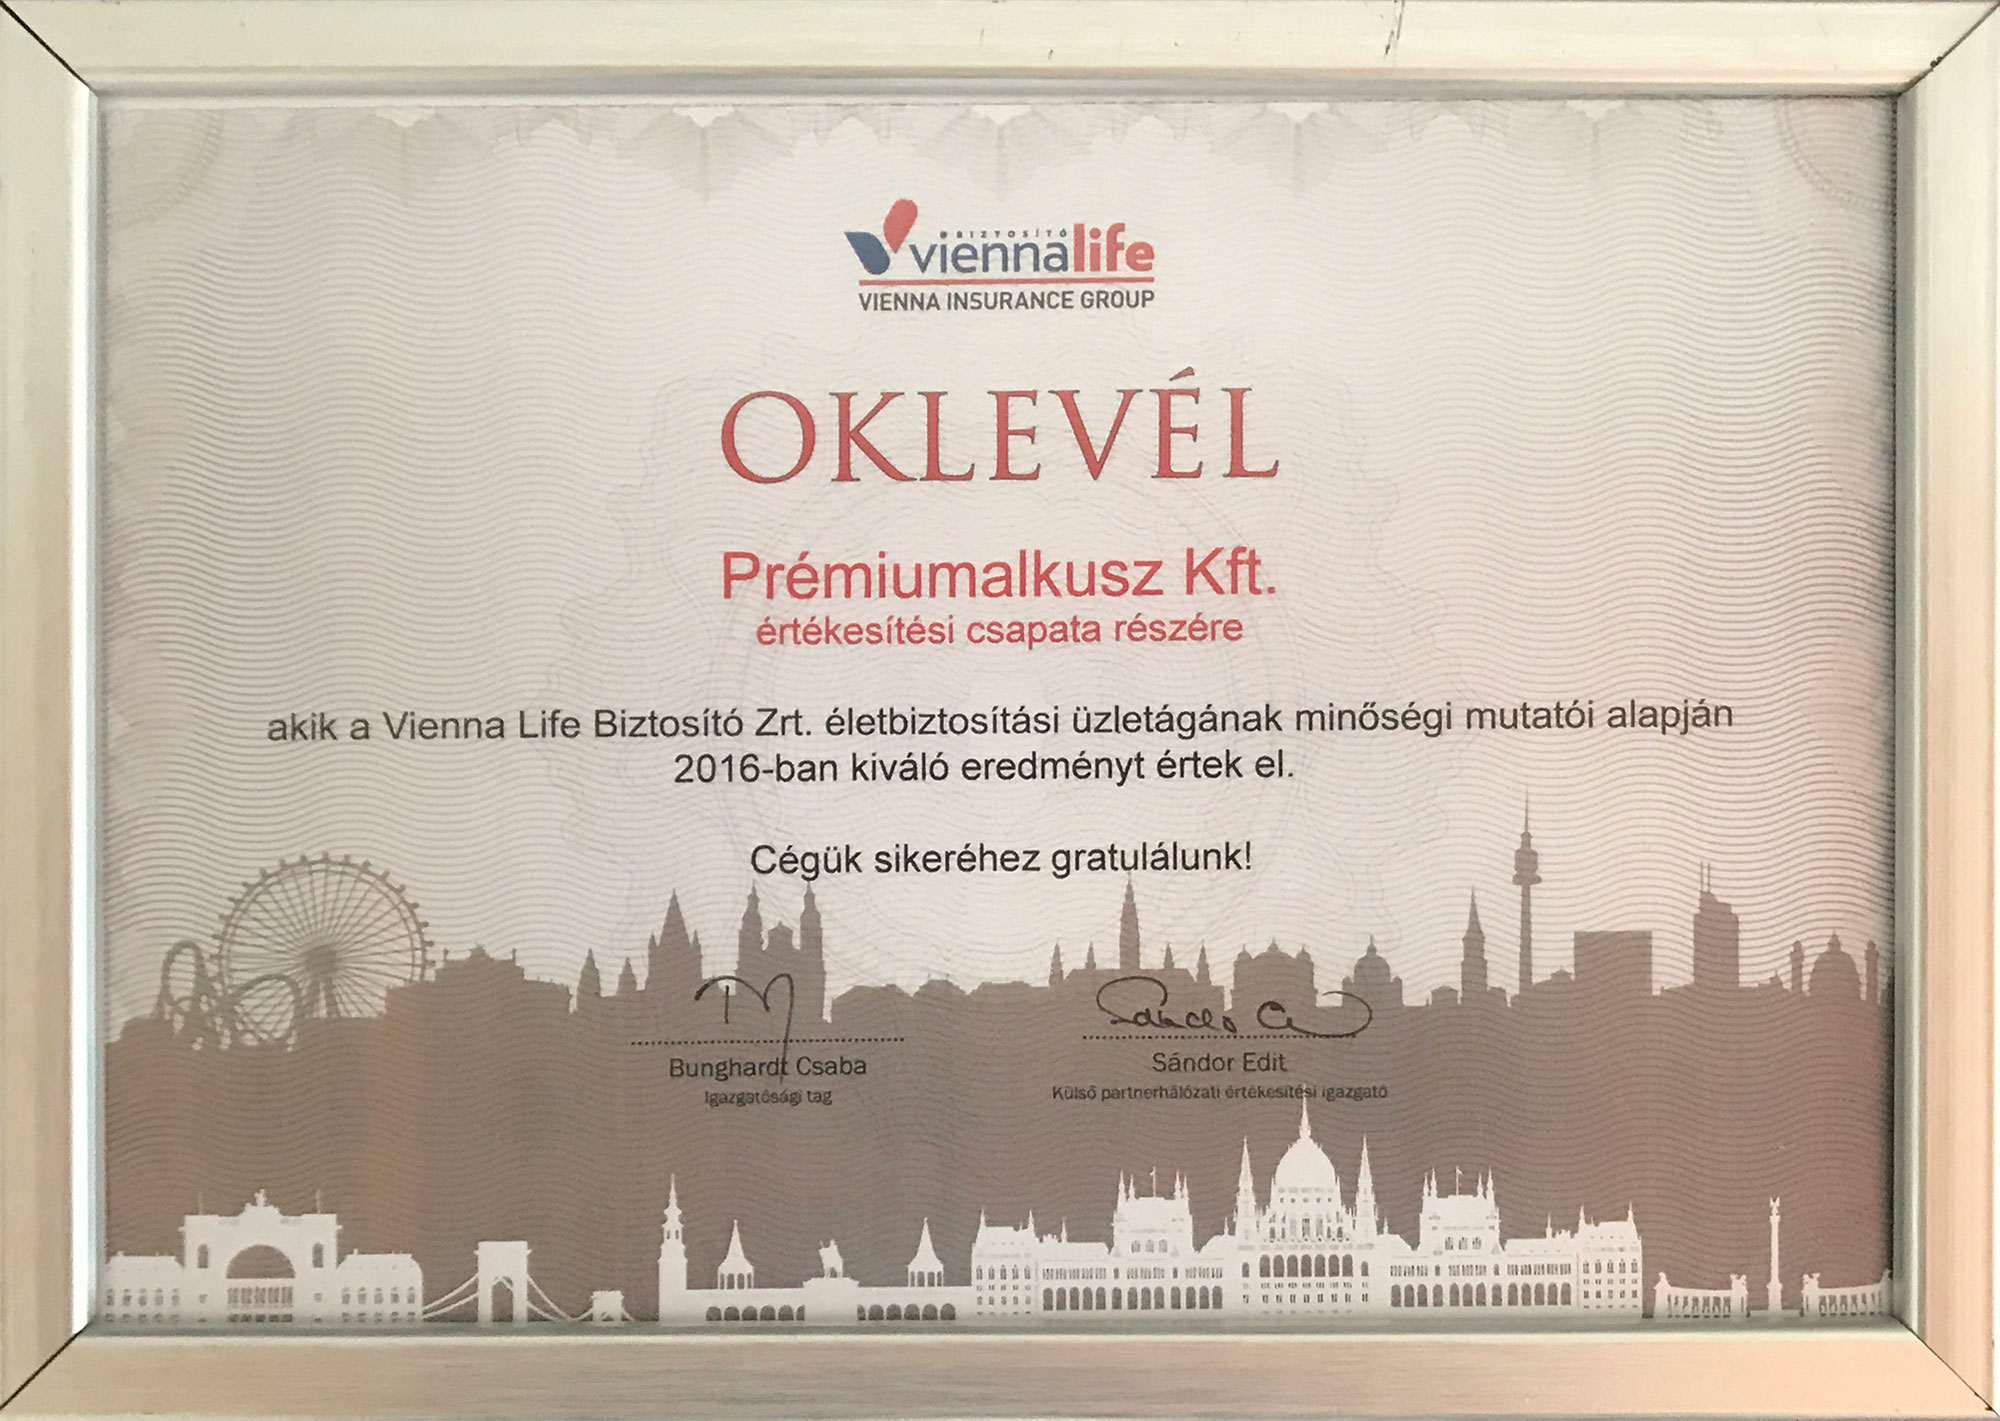 BIZTOSÍTÓ
viennalife
VIENNA INSURANCE GROUP
OKLEVÉL
Prémiumalkusz Kft.
értékesítési csapata részére
akik a Vienna Life Biztosító Zrt. életbiztosítási üzletágának minőségi mutatói alapján
2016-ban kiváló eredményt értek el.
Cégük sikeréhez gratulálunk!
Bunghardt Csaba
Igazgatósági tag
Sándor Edit
Külső partnerhálózati értékesítési igazgató